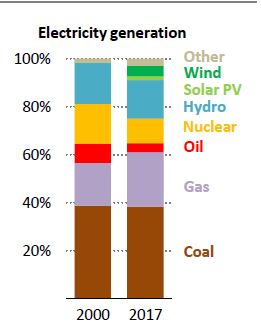 Electricity generation
100%
80%
60%
40%
20%
Other
Wind
Solar PV
Hydro
Nuclear
Oil
Gas
Coal
2000 2017